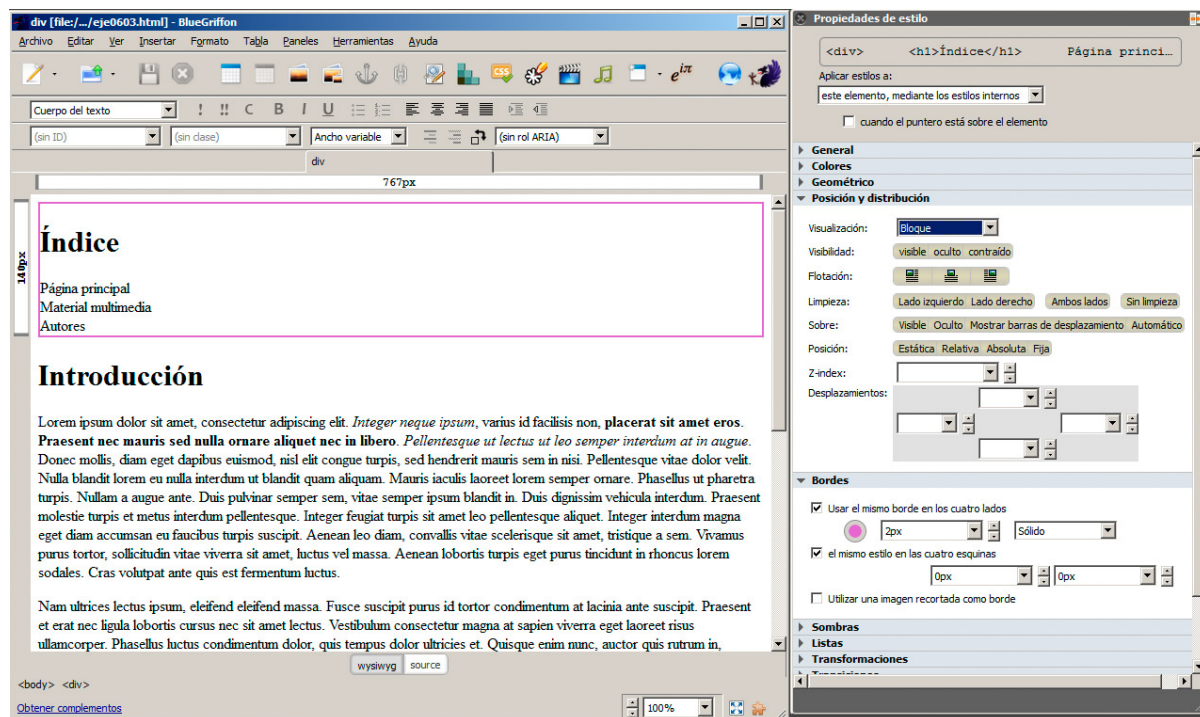 div [file:/.../eje0603.html] - BlueGriffon
Archivo Editar Ver Insertar Formato Tabla Paneles Herramientas Ayuda
Cuerpo del texto ! !! C B I U
(sin ID) (sin clase) Ancho variable (sin rol ARIA)
div
767px
140px
Índice
Página principal
Material multimedia
Autores
Introducción
Lorem ipsum dolor sit amet, consectetur adipiscing elit. Integer neque ipsum, varius id facilisis non, placerat sit amet eros.
Praesent nec mauris sed nulla ornare aliquet nec in libero. Pellentesque ut lectus ut leo semper interdum at in augue.
Donec mollis, diam eget dapibus euismod, nisl elit congue turpis, sed hendrerit mauris sem in nisi. Pellentesque vitae dolor velit.
Nulla blandit lorem eu nulla interdum ut blandit quam aliquam. Mauris iaculis laoreet lorem semper ornare. Phasellus ut pharetra
turpis. Nullam a augue ante. Duis pulvinar semper sem, vitae semper ipsum blandit in. Duis dignissim vehicula interdum. Praesent
molestie turpis et metus interdum pellentesque. Integer feugiat turpis sit amet leo pellentesque aliquet. Integer interdum magna
eget diam accumsan eu faucibus turpis suscipit. Aenean leo diam, convallis vitae scelerisque sit amet, tristique a sem. Vivamus
purus tortor, sollicitudin vitae viverra sit amet, luctus vel massa. Aenean lobortis turpis eget purus tincidunt in rhoncus lorem
sodales. Cras volutpat ante quis est fermentum luctus.
Nam ultrices lectus ipsum, eleifend eleifend massa. Fusce suscipit purus id tortor condimentum at lacinia ante suscipit. Praesent
et erat nec ligula lobortis cursus nec sit amet lectus. Vestibulum consectetur magna at sapien viverra eget laoreet risus
ullamcorper. Phasellus luctus condimentum dolor, quis tempus dolor ultricies et. Quisque enim nunc, auctor quis rutrum in,
wysiwyg source
<body> <div>
Obtener complementos
100%
Propiedades de estilo
<div> <h1>Índice</h1> Página princi…
Aplicar estilos a:
este elemento, mediante los estilos internos
cuando el puntero está sobre el elemento
General
Colores
Geométrico
Posición y distribución
Visualización: Bloque
Visibilidad: visible oculto contraído
Flotación:
Limpieza: Lado izquierdo Lado derecho Ambos lados Sin limpieza
Sobre: Visible Oculto Mostrar barras de desplazamiento Automático
Posición: Estática Relativa Absoluta Fija
Z-index:
Desplazamientos:
Bordes
Usar el mismo borde en los cuatro lados
2px Sólido
el mismo estilo en las cuatro esquinas
0px 0px
Utilizar una imagen recortada como borde
Sombras
Listas
Transformaciones